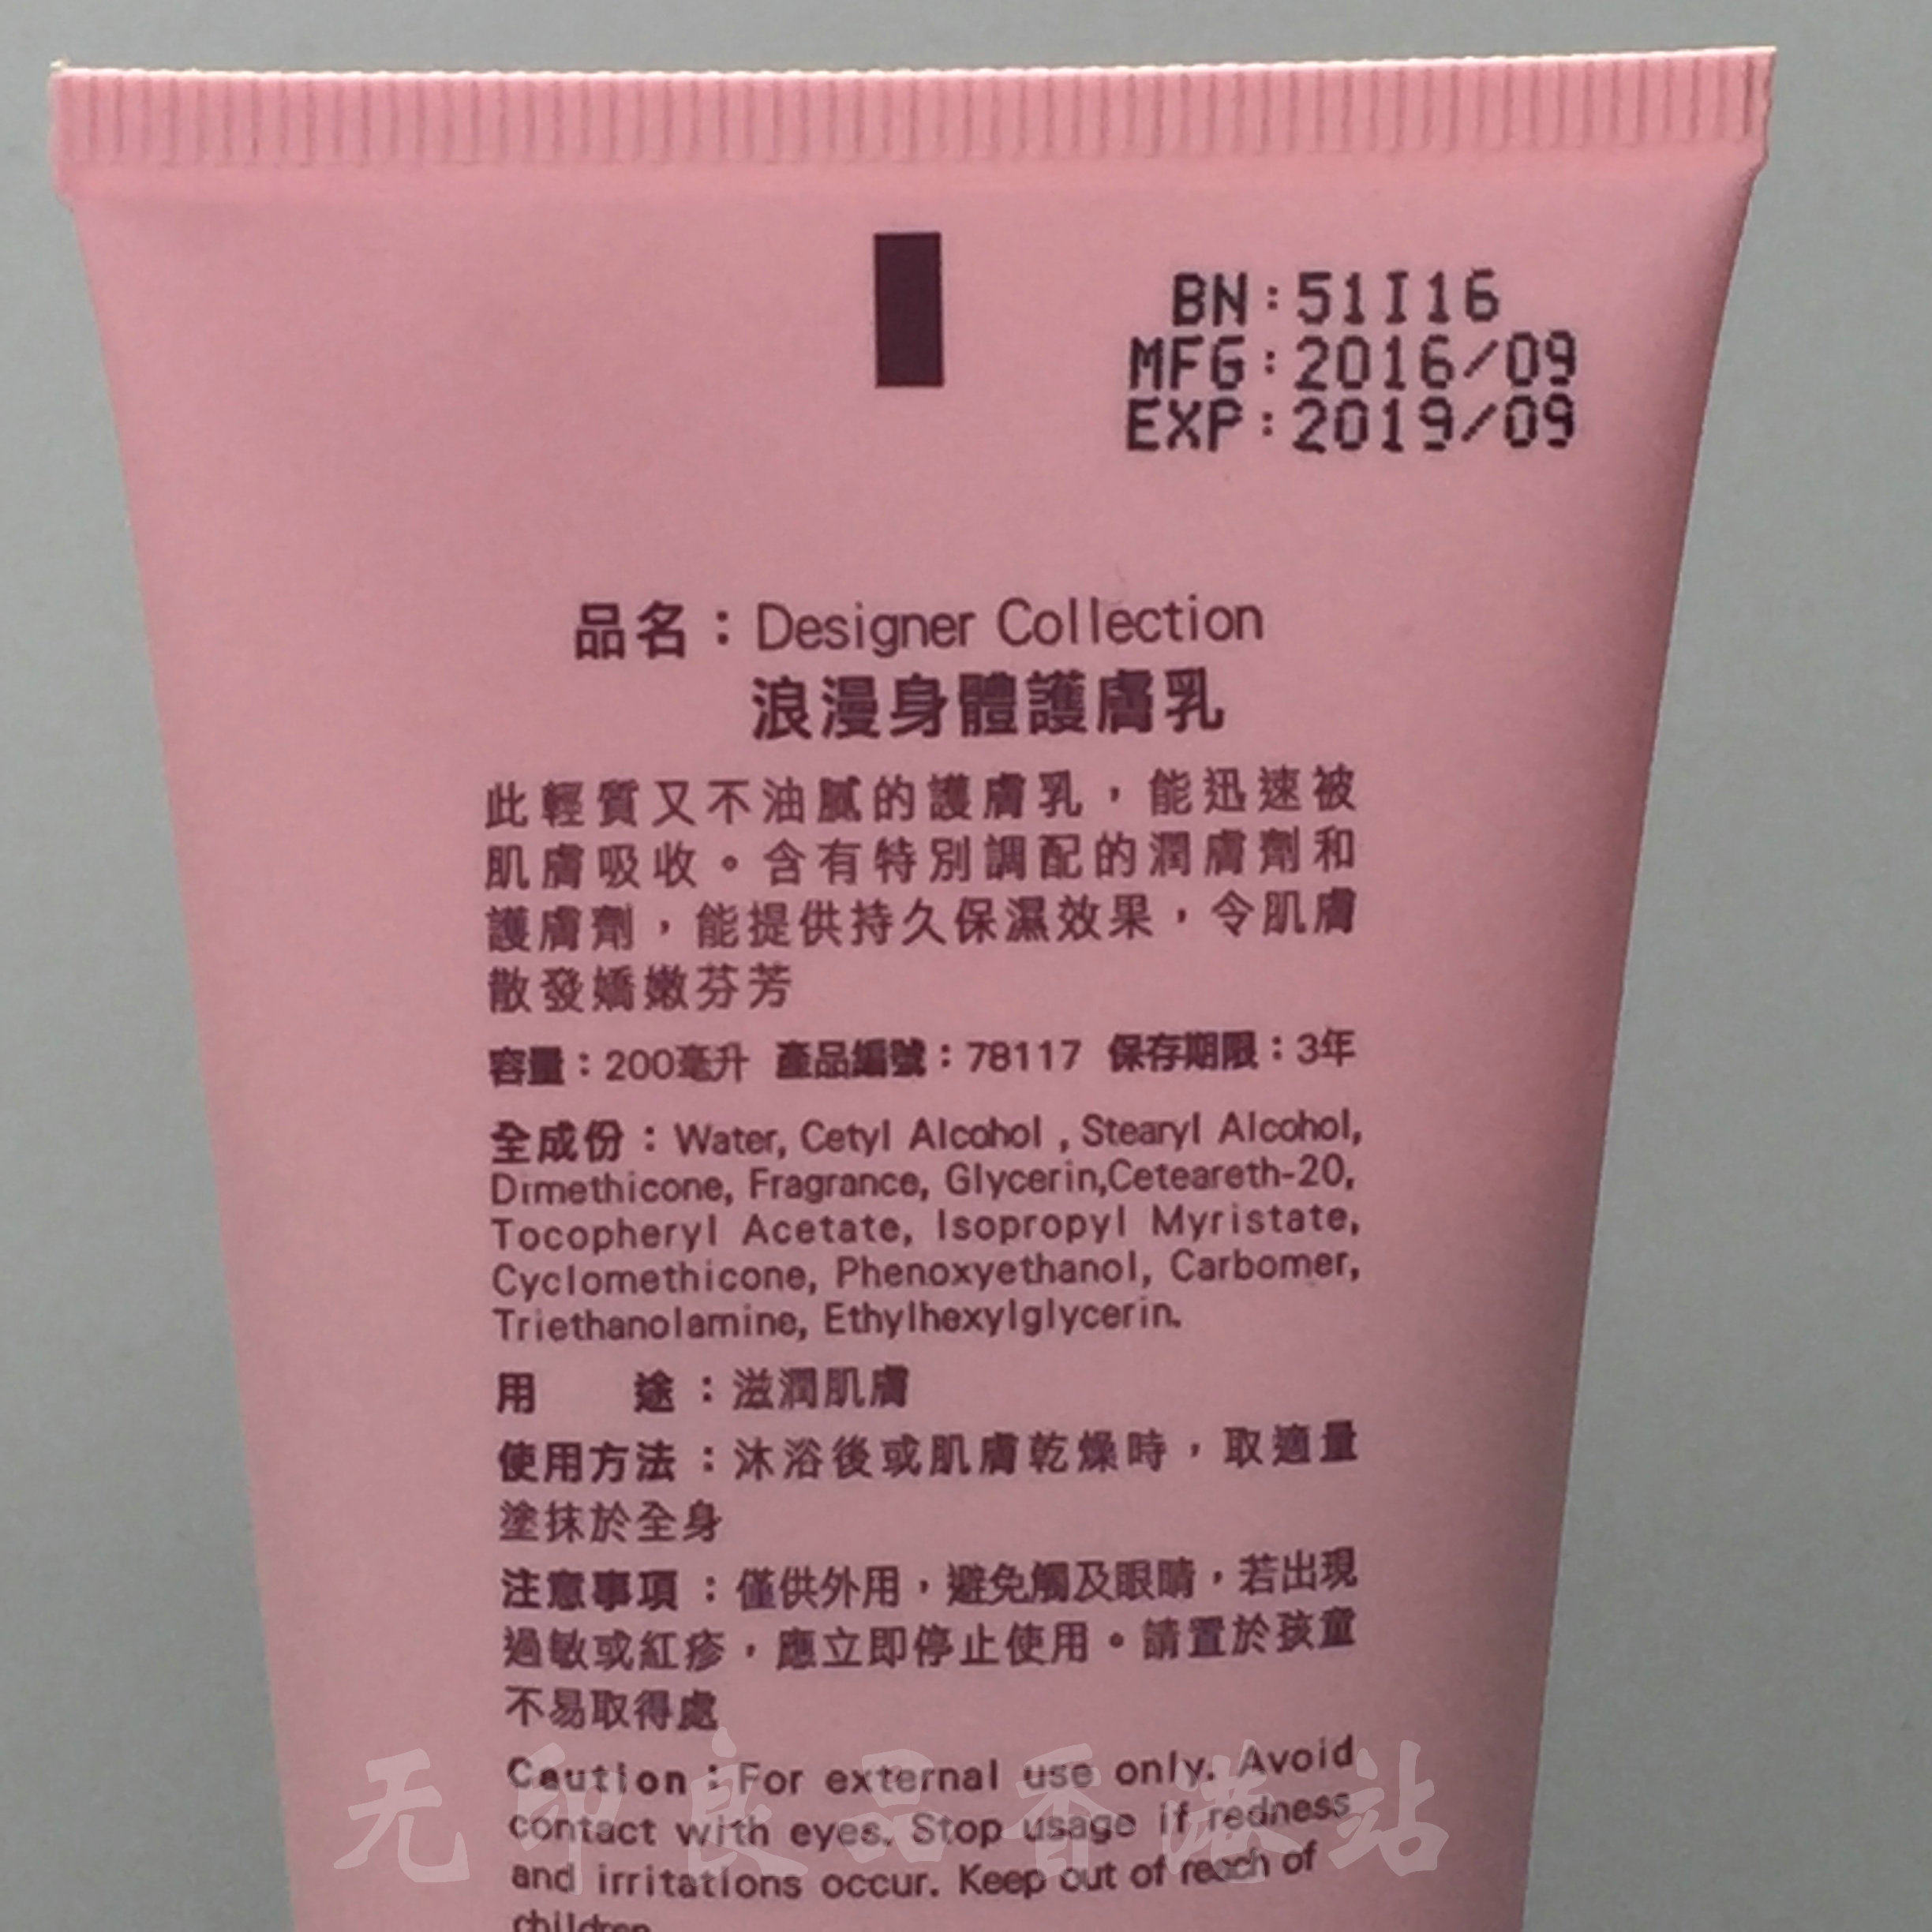 BN:51I16
MFG:2016/09
EXP:2019/09
品名：Designer Collection
浪漫身體護膚乳
此輕質又不油膩的護膚乳，能迅速被
肌膚吸收。含有特別調配的潤膚劑和
護膚劑，能提供持久保濕效果，令肌膚
散發嬌嫩芬芳
容量：200毫升 產品編號：78117 保存期限：3年
全成份：Water, Cetyl Alcohol , Stearyl Alcohol,
Dimethicone, Fragrance, Glycerin,Ceteareth-20,
Tocopheryl Acetate, Isopropyl Myristate,
Cyclomethicone, Phenoxyethanol, Carbomer,
Triethanolamine, Ethylhexylglycerin.
用　　途：滋潤肌膚
使用方法：沐浴後或肌膚乾燥時，取適量
塗抹於全身
注意事項：僅供外用，避免觸及眼睛，若出現
過敏或紅疹，應立即停止使用。請置於孩童
不易取得處
Caution：For external use only. Avoid
contact with eyes. Stop usage if redness
and irritations occur. Keep out of reach of
children
无印良品香港站